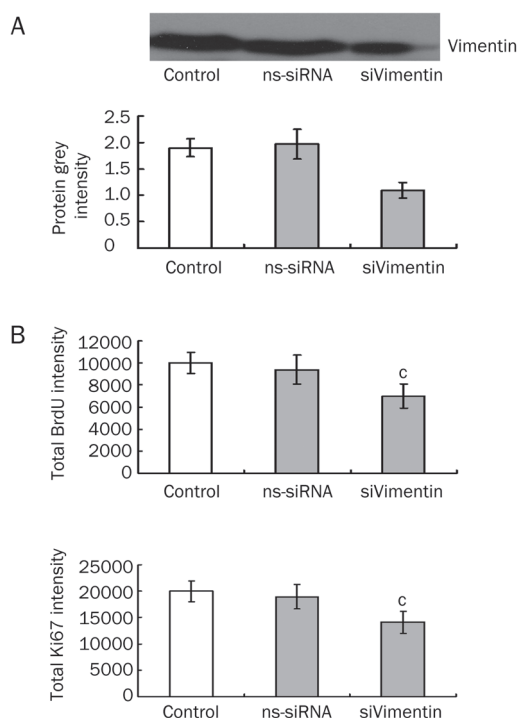 A
Vimentin
Control ns-siRNA siVimentin
Protein grey
intensity
2.5
2.0
1.5
1.0
0.5
0
Control ns-siRNA siVimentin
B
Total BrdU intensity
12000
10000
8000
6000
4000
2000
0
c
Control ns-siRNA siVimentin
Total Ki67 intensity
25000
20000
15000
10000
5000
0
c
Control ns-siRNA siVimentin